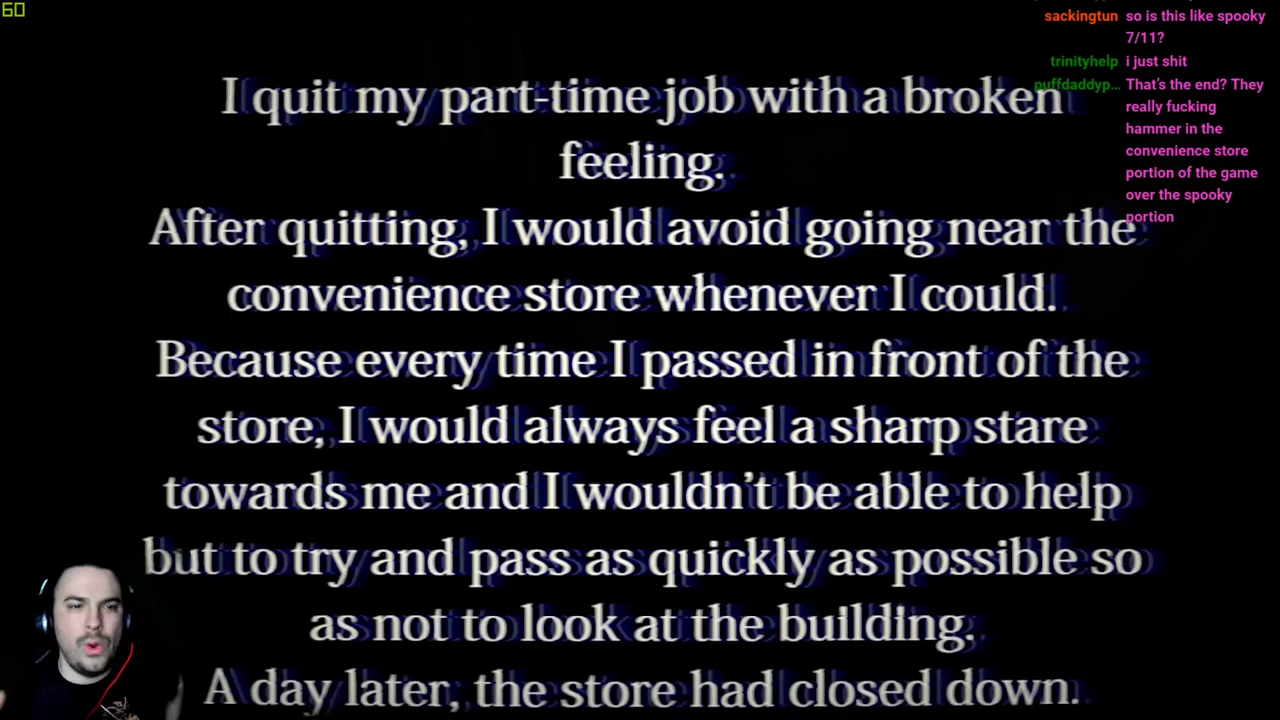 60
sackingtun so is this like spooky
7/11?
trinityhelp i just shit
puffdaddyp... That's the end? They
really fucking
hammer in the
convenience store
portion of the game
over the spooky
portion
I quit my part-time job with a broken
feeling.
After quitting, I would avoid going near the
convenience store whenever I could.
Because every time I passed in front of the
store, I would always feel a sharp stare
towards me and I wouldn't be able to help
but to try and pass as quickly as possible so
as not to look at the building.
A day later, the store had closed down.